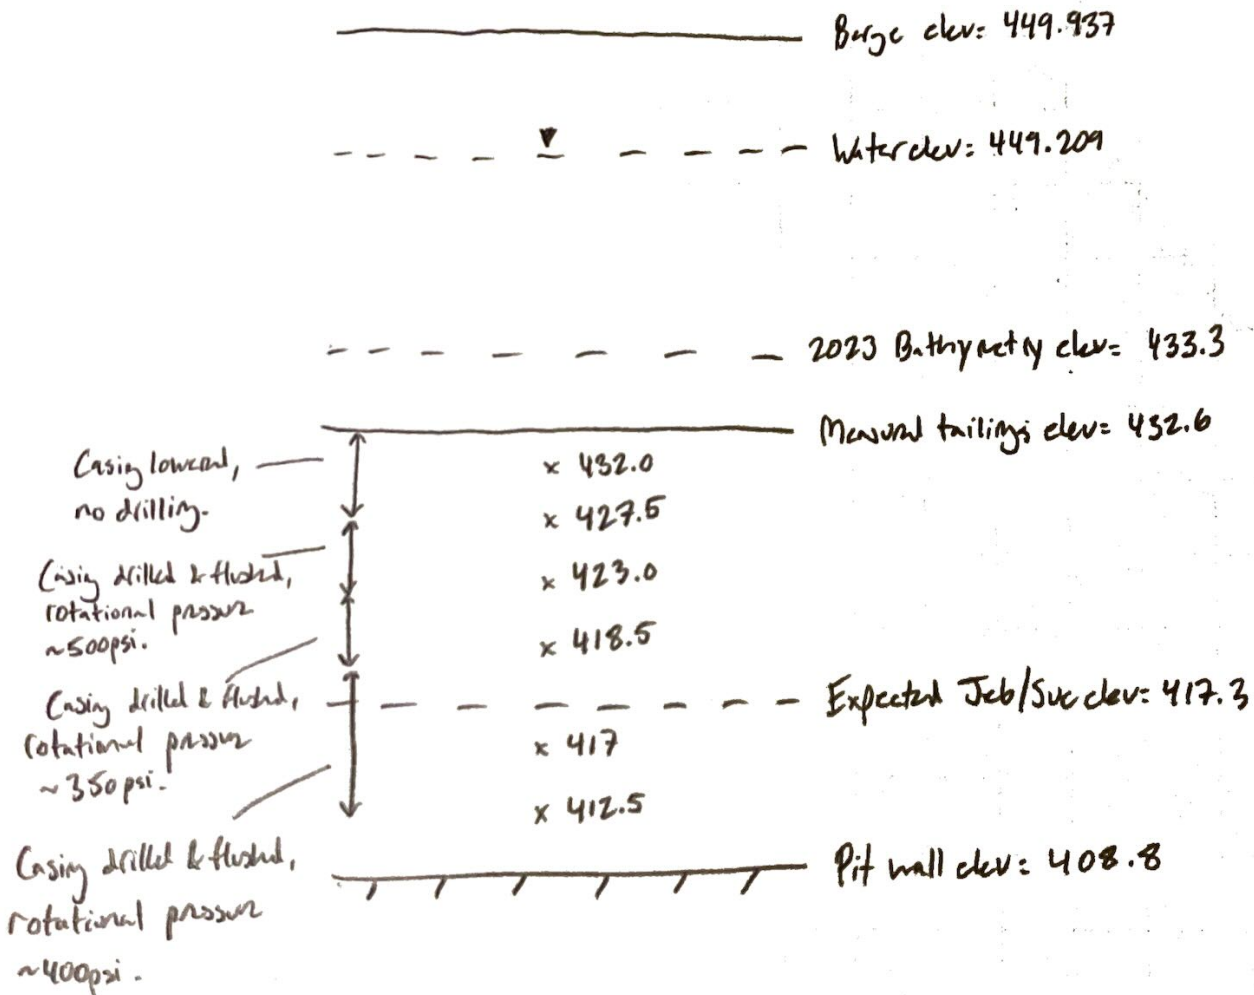 Barge elev: 449.937
Water elev: 449.209
2023 Bathymetry elev= 433.3
Measured tailings elev= 432.6
Casing lowered,
no drilling.
x 432.0
x 427.5
Casing drilled & flushed,
rotational pressure
~500psi.
x 423.0
x 418.5
Casing drilled & flushed,
rotational pressure
~350psi.
Expected elev: 417.3
x 417
x 412.5
Casing drilled & flushed,
rotational pressure
~400psi.
Pit wall elev: 408.8